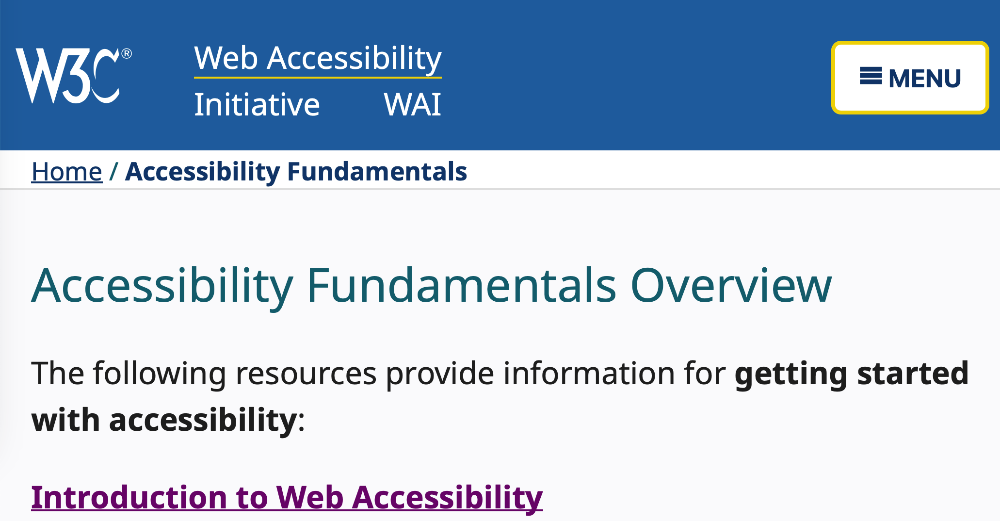 W3C®
Web Accessibility
Initiative WAI
MENU
Home / Accessibility Fundamentals
Accessibility Fundamentals Overview
The following resources provide information for getting started
with accessibility:
Introduction to Web Accessibility